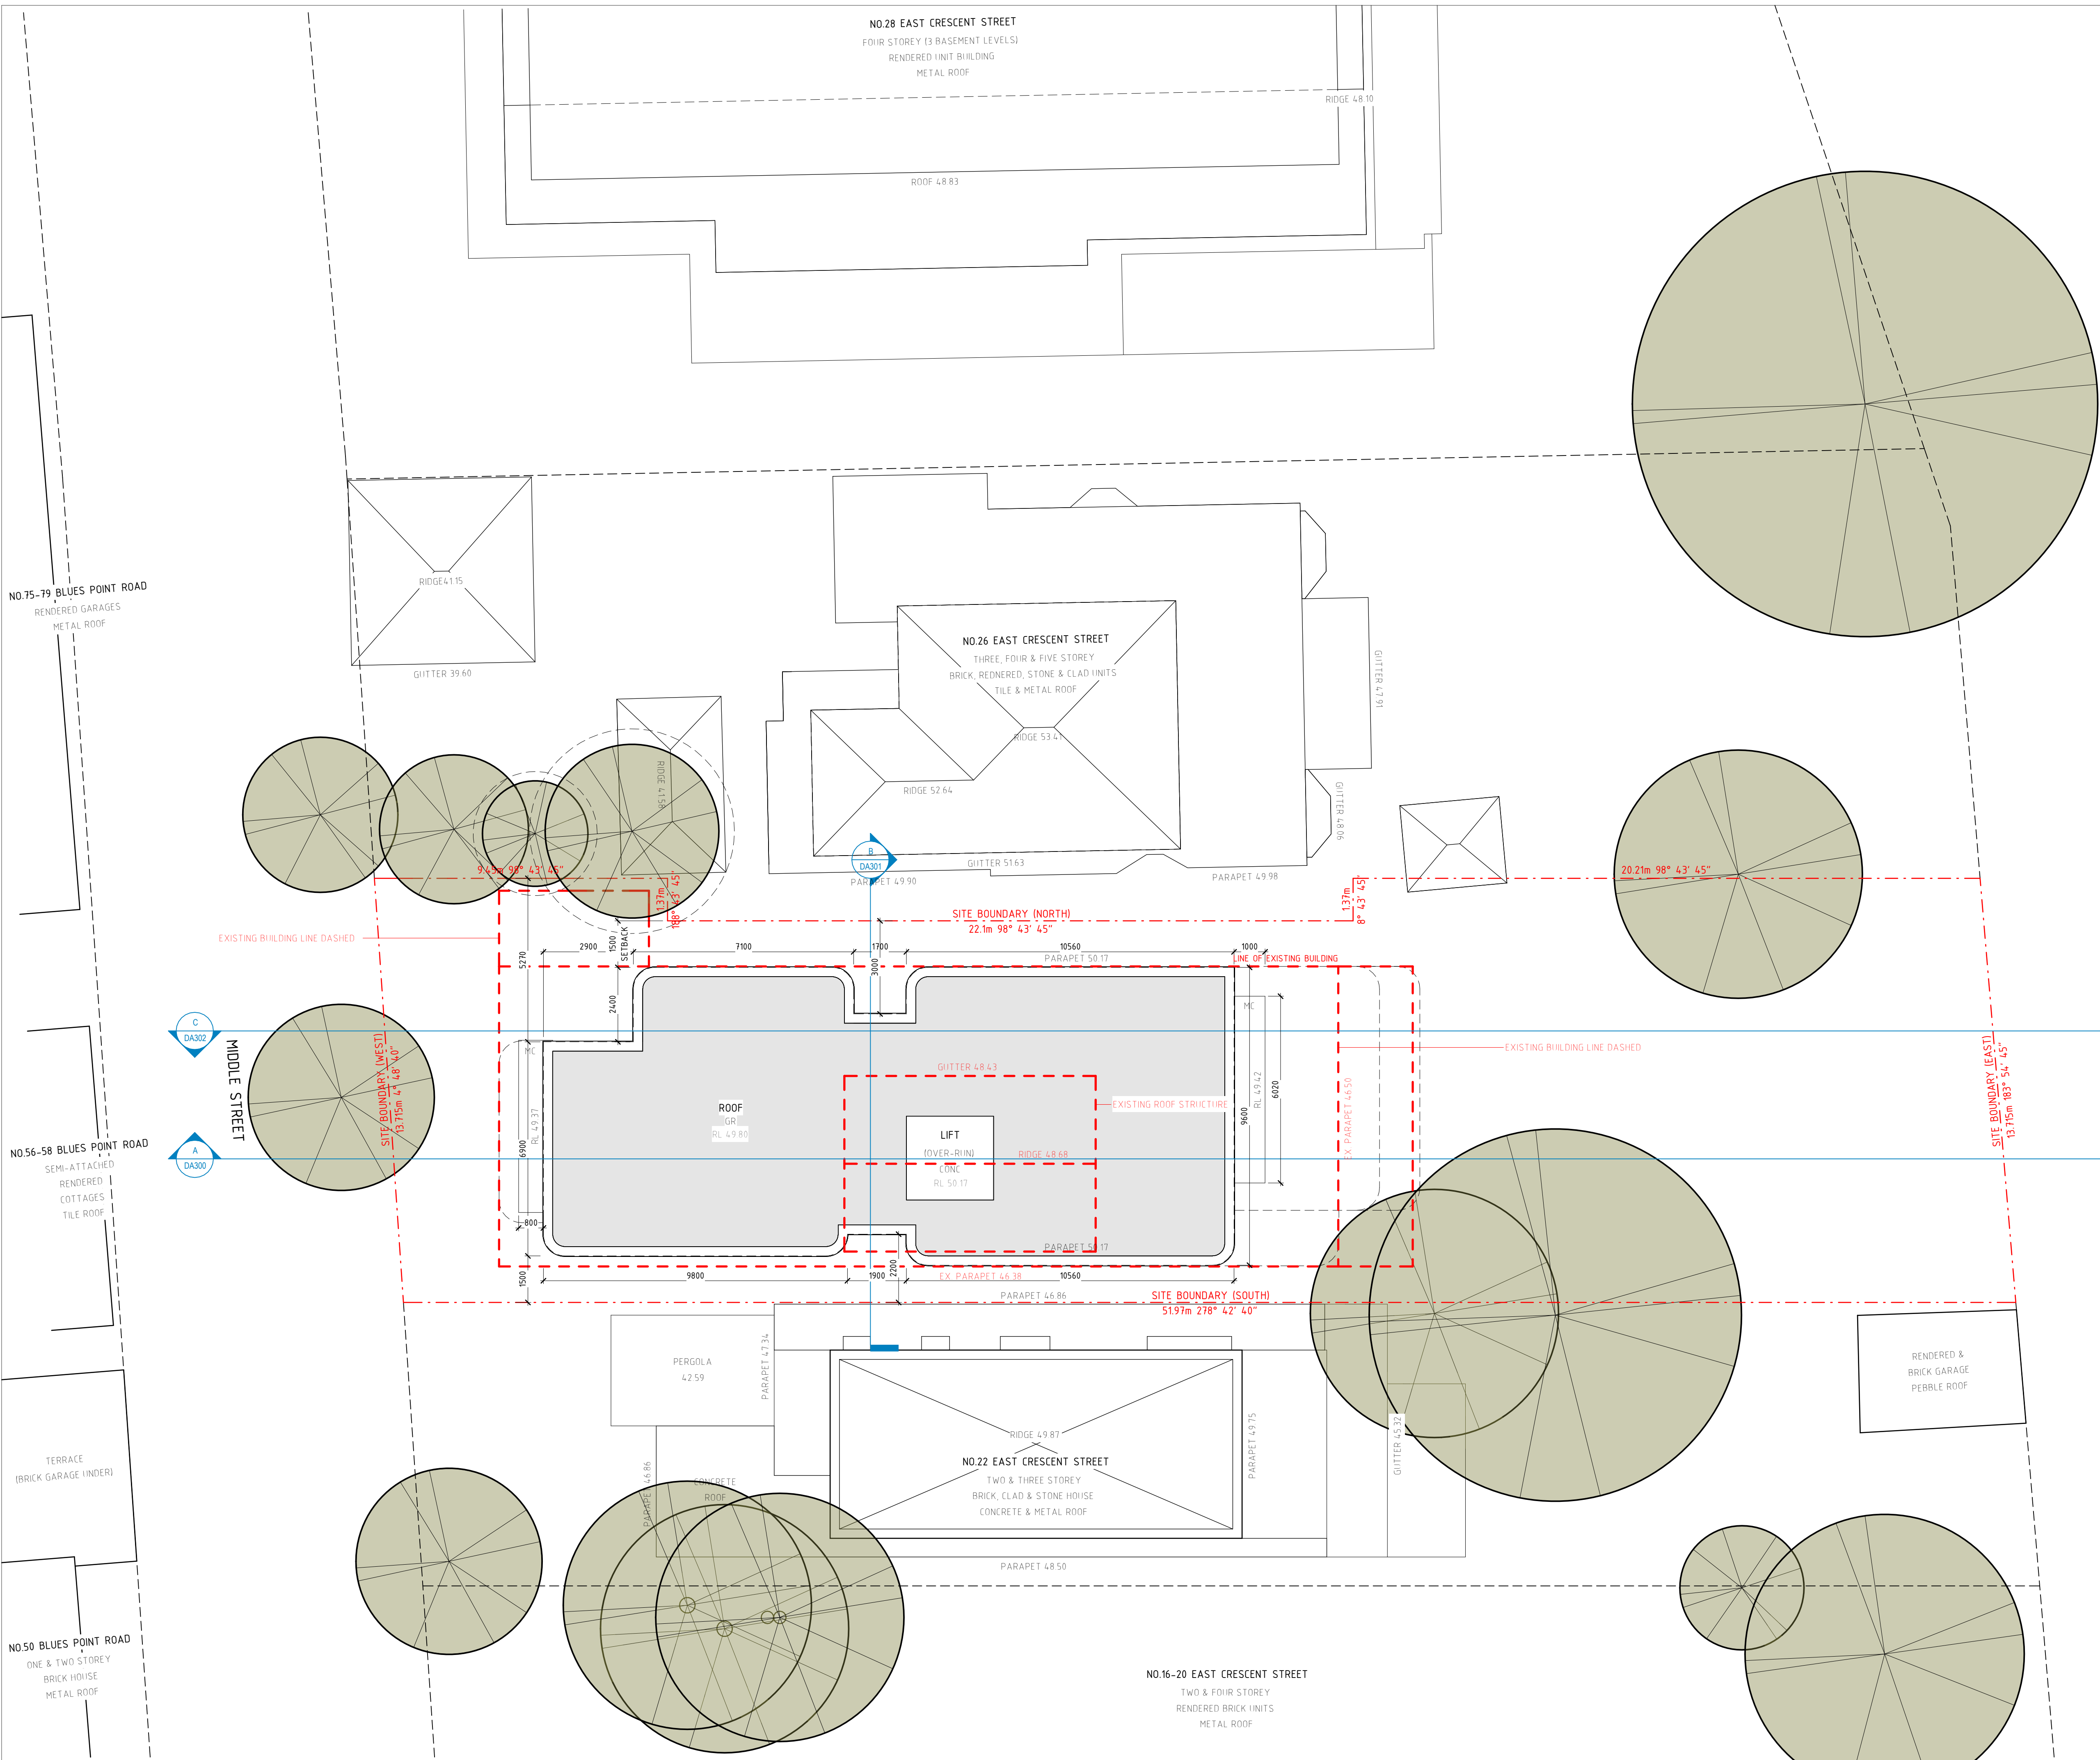 NO.28 EAST CRESCENT STREET
FOUR STOREY (3 BASEMENT LEVELS)
RENDERED UNIT BUILDING
METAL ROOF
RIDGE 48.10
ROOF 48.83
NO.75-79 BLUES POINT ROAD
RENDERED GARAGES
METAL ROOF
RIDGE41.15
GUTTER 39.60
NO.26 EAST CRESCENT STREET
THREE, FOUR & FIVE STOREY
BRICK, REDNERED, STONE & CLAD UNITS
TILE & METAL ROOF
RIDGE 53.41
RIDGE 52.64
GUTTER 47.91
GUTTER 48.06
RIDGE 41.58
GUTTER 51.63
PARAPET 49.90
PARAPET 49.98
B
DA301
9.45m 98° 43' 45"
1.37m
188° 43' 45"
SITE BOUNDARY (NORTH)
22.1m 98° 43' 45"
1.37m
8° 43' 45"
20.21m 98° 43' 45"
EXISTING BUILDING LINE DASHED
5270
2900
1500
SETBACK
7100
1700
3000
10560
1000
PARAPET 50.17
LINE OF EXISTING BUILDING
2400
MC
MC
C
DA302
MIDDLE STREET
SITE BOUNDARY (WEST)
13.715m 4° 48' 40"
EXISTING BUILDING LINE DASHED
SITE BOUNDARY (EAST)
13.715m 183° 54' 45"
GUTTER 48.43
EXISTING ROOF STRUCTURE
ROOF
GR
RL 49.80
RL 49.37
6900
LIFT
(OVER-RUN)
CONC
RL 50.17
RIDGE 48.68
9600
RL 49.42
6020
EX. PARAPET 46.50
A
DA300
NO.56-58 BLUES POINT ROAD
SEMI-ATTACHED
RENDERED
COTTAGES
TILE ROOF
800
1500
PARAPET 50.17
9800
1900
2200
EX. PARAPET 46.38
10560
PARAPET 46.86
SITE BOUNDARY (SOUTH)
51.97m 278° 42' 40"
PERGOLA
42.59
PARAPET 47.34
RIDGE 49.87
NO.22 EAST CRESCENT STREET
TWO & THREE STOREY
BRICK, CLAD & STONE HOUSE
CONCRETE & METAL ROOF
PARAPET 49.75
GUTTER 45.32
RENDERED &
BRICK GARAGE
PEBBLE ROOF
TERRACE
(BRICK GARAGE UNDER)
PARAPET 46.86
CONCRETE
ROOF
PARAPET 48.50
NO.50 BLUES POINT ROAD
ONE & TWO STOREY
BRICK HOUSE
METAL ROOF
NO.16-20 EAST CRESCENT STREET
TWO & FOUR STOREY
RENDERED BRICK UNITS
METAL ROOF